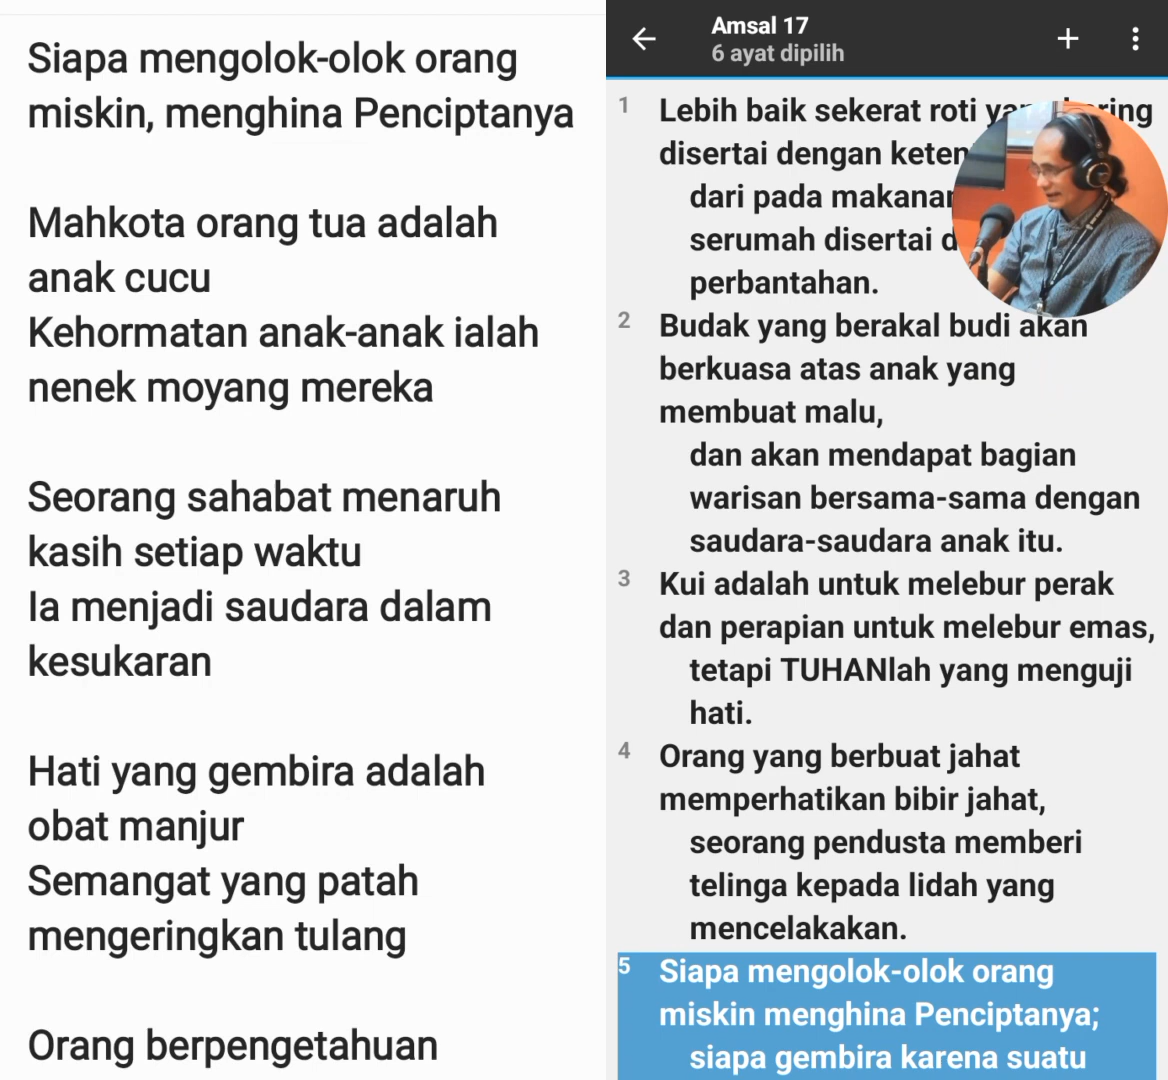 Siapa mengolok-olok orang
miskin, menghina Penciptanya
Mahkota orang tua adalah
anak cucu
Kehormatan anak-anak ialah
nenek moyang mereka
Seorang sahabat menaruh
kasih setiap waktu
Ia menjadi saudara dalam
kesukaran
Hati yang gembira adalah
obat manjur
Semangat yang patah
mengeringkan tulang
Orang berpengetahuan
Amsal 17
6 ayat dipilih
1 Lebih baik sekerat roti
disertai dengan
dari pada
serumah disertai
perbantahan.
2 Budak yang berakal budi akan
berkuasa atas anak yang
membuat malu,
dan akan mendapat bagian
warisan bersama-sama dengan
saudara-saudara anak itu.
3 Kui adalah untuk melebur perak
dan perapian untuk melebur emas,
tetapi TUHANlah yang menguji
hati.
4 Orang yang berbuat jahat
memperhatikan bibir jahat,
seorang pendusta memberi
telinga kepada lidah yang
mencelakakan.
5 Siapa mengolok-olok orang
miskin menghina Penciptanya;
siapa gembira karena suatu